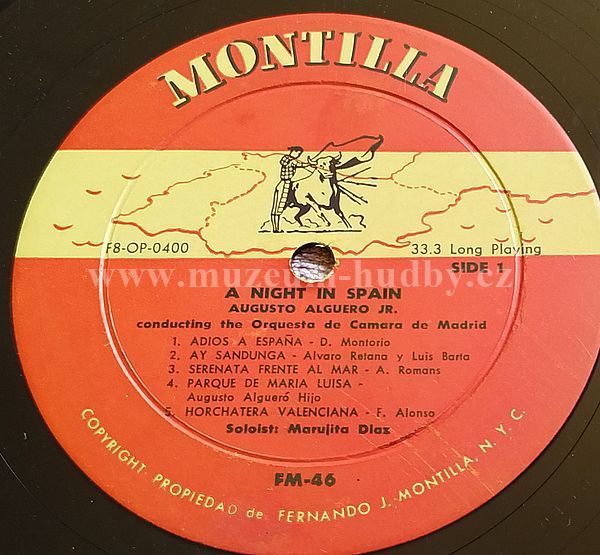 MONTILLA
F8-OP-0400
33.3 Long Playing
SIDE 1
www.muzeum-hudby.cz
A NIGHT IN SPAIN
AUGUSTO ALGUERO JR.
conducting the Orquesta de Camara de Madrid
1. ADIOS A ESPAÑA - D. Montorio
2. AY SANDUNGA - Alvaro Retana y Luis Barta
3. SERENATA FRENTE AL MAR - A. Romans
4. PARQUE DE MARIA LUISA -
Augusto Algueró Hijo
5. HORCHATERA VALENCIANA - F. Alonso
Soloist: Marujita Diaz
FM-46
COPYRIGHT PROPIEDAD de: FERNANDO J. MONTILLA, N. Y. C.